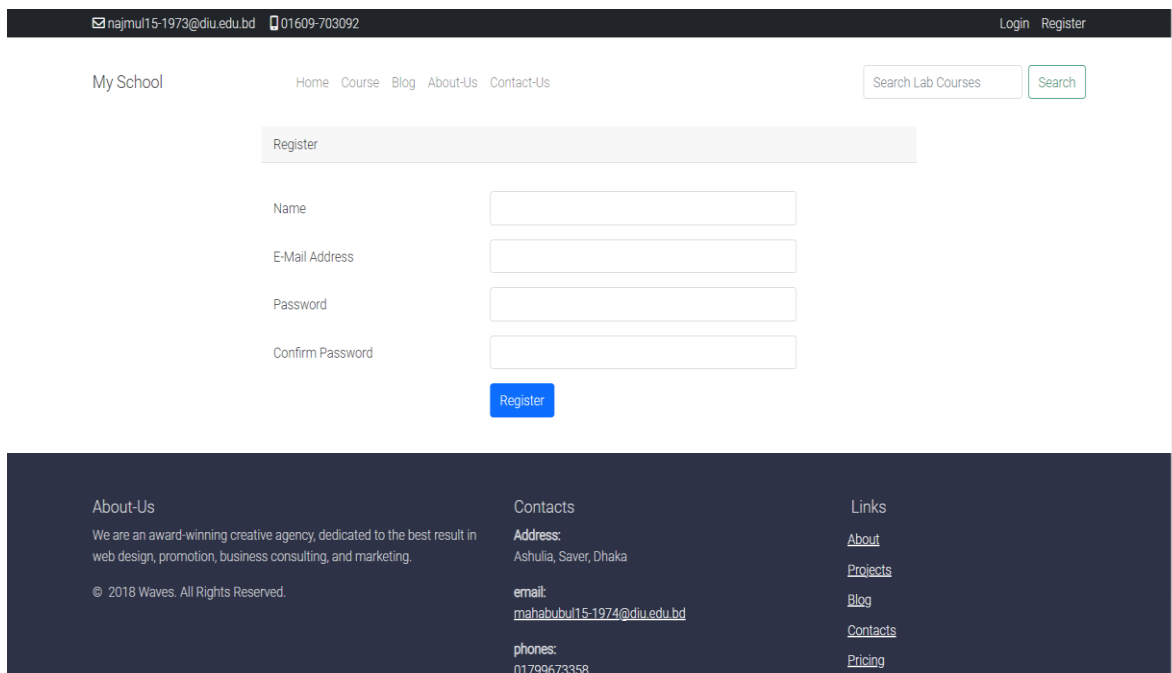 najmul15-1973@diu.edu.bd 01609-703092 Login Register
My School Home Course Blog About-Us Contact-Us Search Lab Courses Search
Register
Name
E-Mail Address
Password
Confirm Password
Register
About-Us
We are an award-winning creative agency, dedicated to the best result in
web design, promotion, business consulting, and marketing.
© 2018 Waves. All Rights Reserved.
Contacts
Address:
Ashulia, Saver, Dhaka
email:
mahabubul15-1974@diu.edu.bd
phones:
01799673358
Links
About
Projects
Blog
Contacts
Pricing